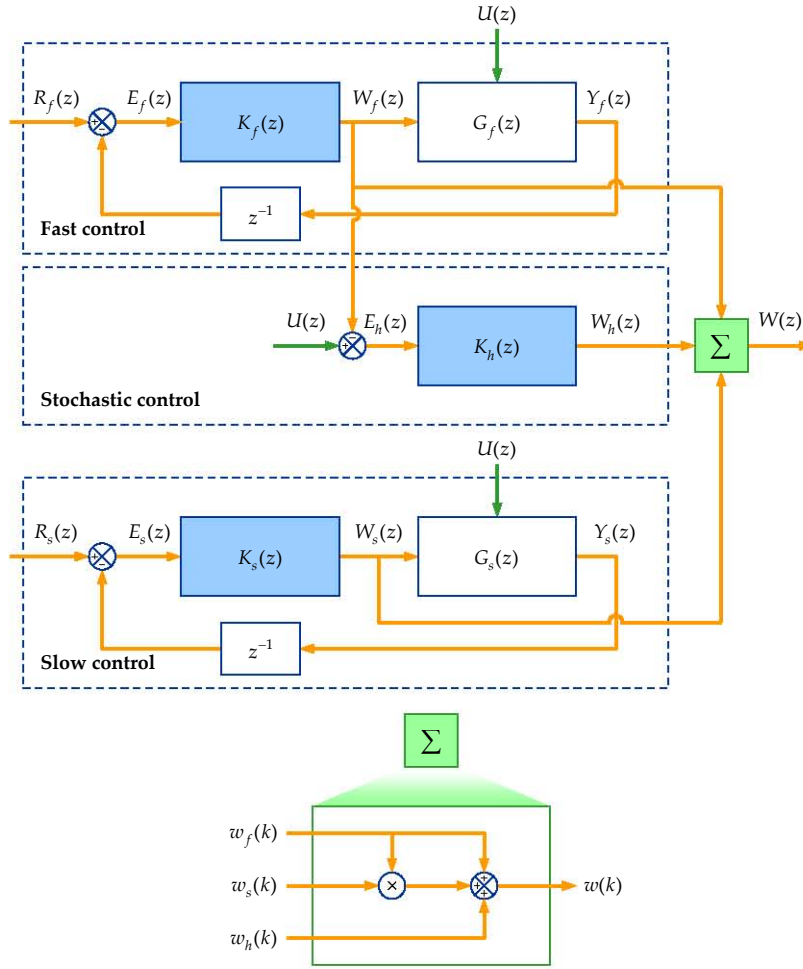 U(z)
R_f(z) E_f(z) K_f(z) W_f(z) G_f(z) Y_f(z)
+
−
z⁻¹
Fast control
U(z) E_h(z) K_h(z) W_h(z) ∑ W(z)
−
+
Stochastic control
U(z)
R_s(z) E_s(z) K_s(z) W_s(z) G_s(z) Y_s(z)
+
−
z⁻¹
Slow control
∑
w_f(k)
w_s(k) × + + + w(k)
w_h(k)